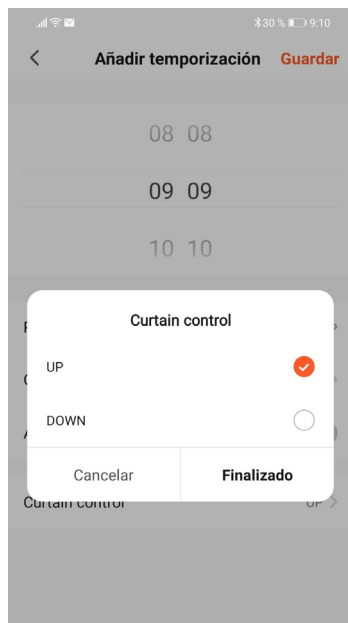 30 % 9:10
Añadir temporización Guardar
08 08
09 09
10 10
Curtain control
UP
DOWN
Cancelar Finalizado
Curtain control UP